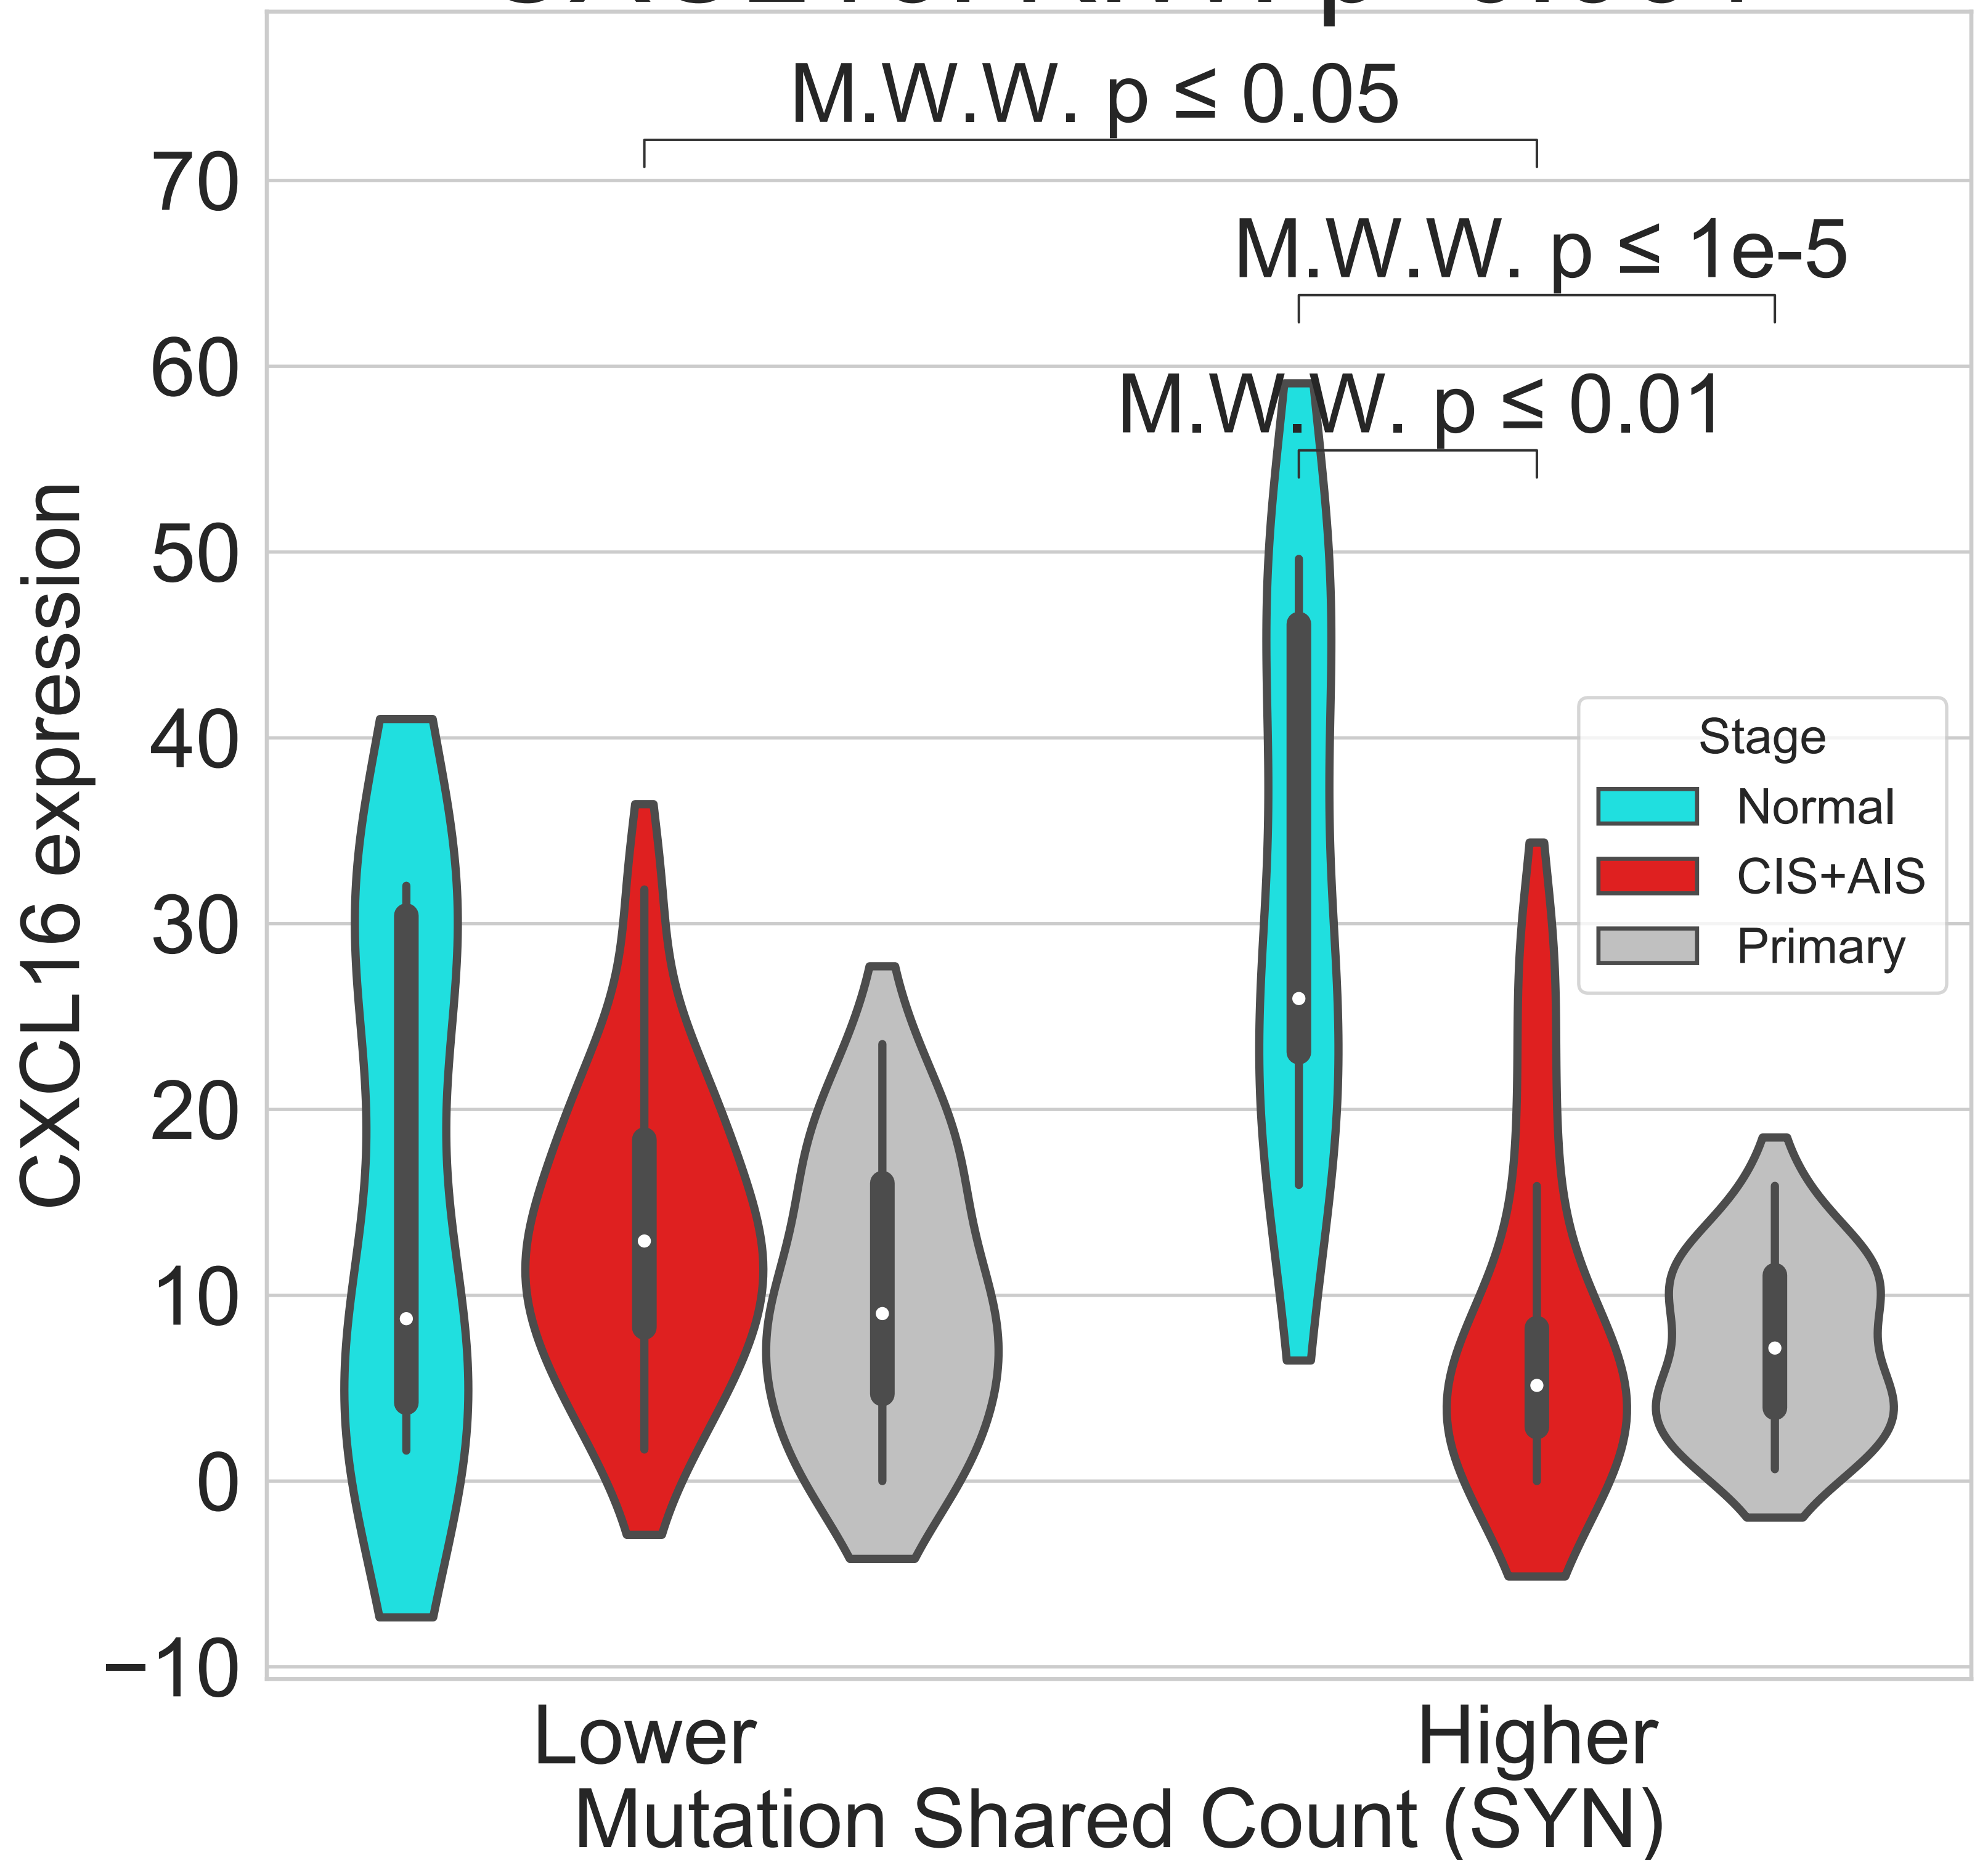 M.W.W. p ≤ 0.05
70
M.W.W. p ≤ 1e-5
60
M.W.W. p ≤ 0.01
50
40
30
20
10
0
−10
CXCL16 expression
Stage
Normal
CIS+AIS
Primary
Lower
Higher
Mutation Shared Count (SYN)